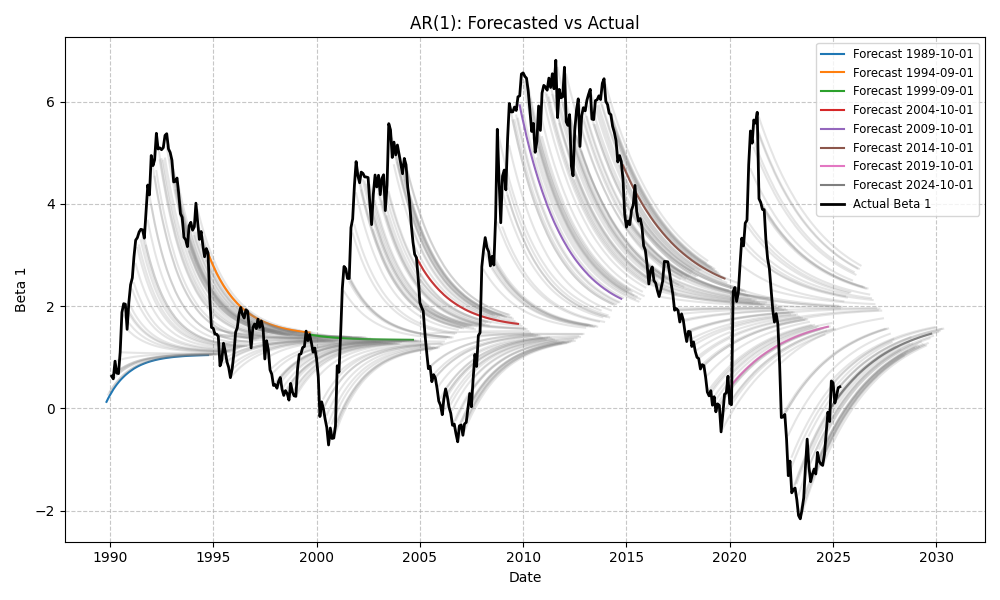 AR(1): Forecasted vs Actual
Forecast 1989-10-01
Forecast 1994-09-01
Forecast 1999-09-01
Forecast 2004-10-01
Forecast 2009-10-01
Forecast 2014-10-01
Forecast 2019-10-01
Forecast 2024-10-01
Actual Beta 1
Beta 1
6
4
2
0
−2
1990 1995 2000 2005 2010 2015 2020 2025 2030
Date